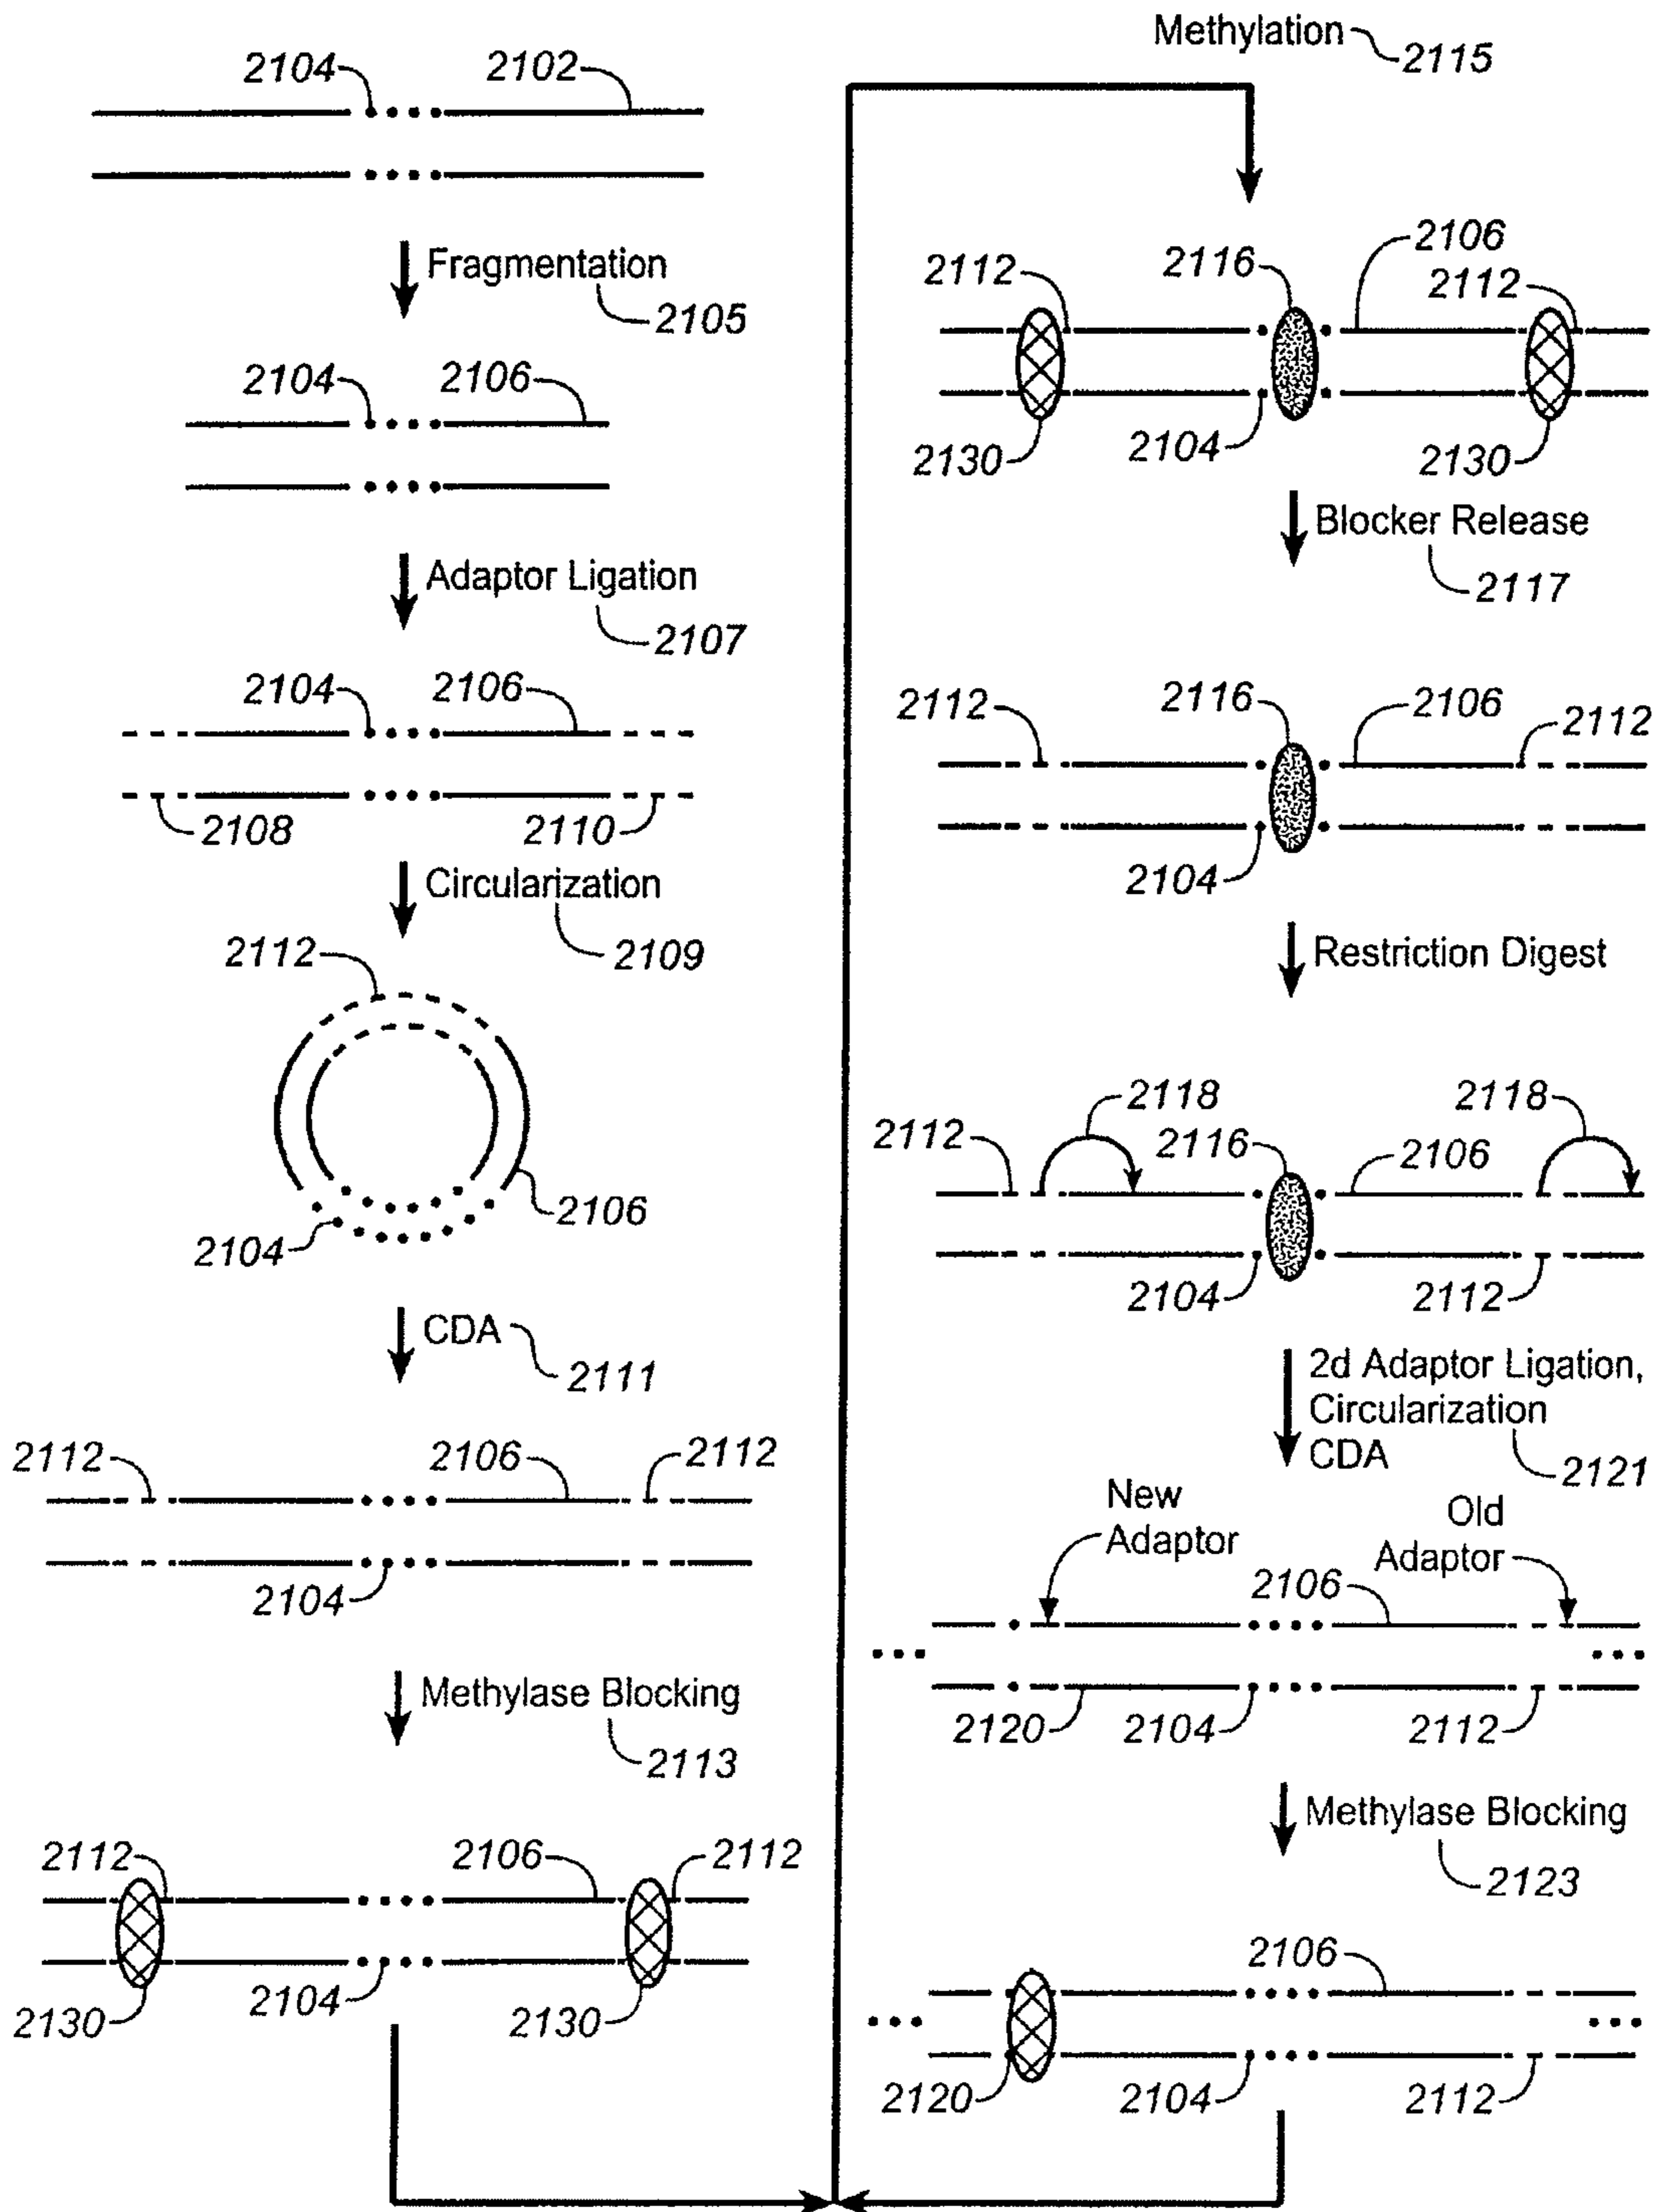 2104 2102
Fragmentation
2105
2104 2106
Adaptor Ligation
2107
2104 2106
2108 2110
Circularization
2109
2112
2106
2104
CDA
2111
2112 2106 2112
2104
Methylase Blocking
2113
2112 2106 2112
2104
2130 2130
Methylation
2115
2106
2112 2116 2112
2130 2104 2130
Blocker Release
2117
2112 2116 2106 2112
2104
Restriction Digest
2118 2118
2112 2116 2106
2104 2112
2d Adaptor Ligation,
Circularization
CDA
2121
New
Adaptor
Old
Adaptor
2106
2120 2104 2112
Methylase Blocking
2123
2106
2120 2104 2112